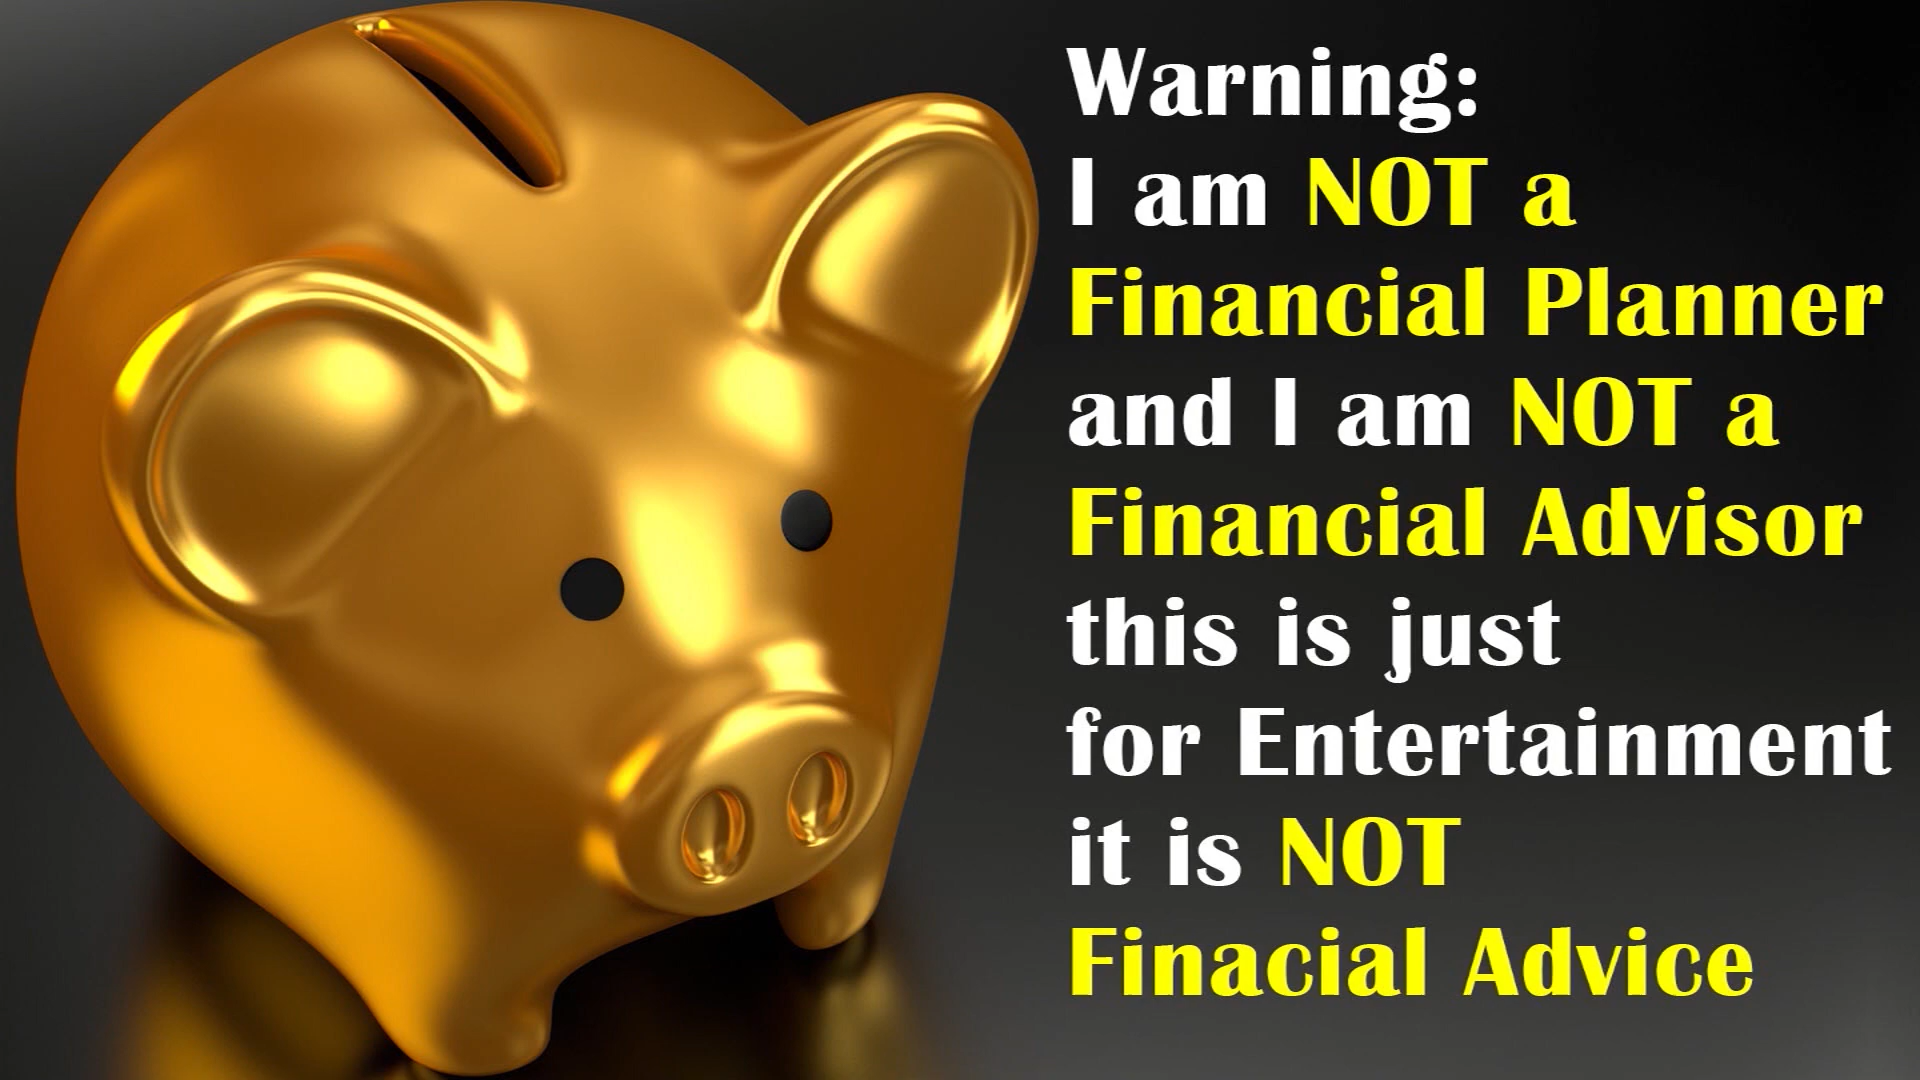 Warning:
I am NOT a
Financial Planner
and I am NOT a
Financial Advisor
this is just
for Entertainment
it is NOT
Finacial Advice